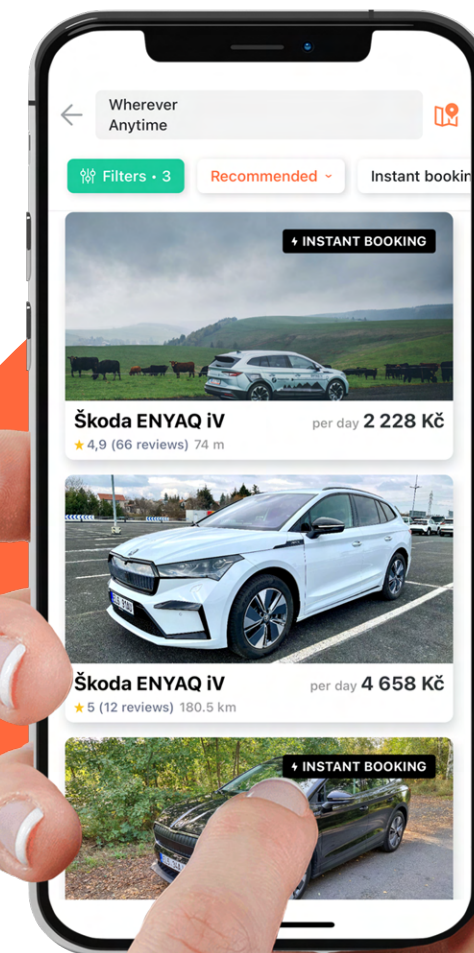 Wherever
Anytime
Filters • 3
Recommended
Instant bookin
INSTANT BOOKING
Škoda ENYAQ iV
per day 2 228 Kč
★ 4,9 (66 reviews) 74 m
Škoda ENYAQ iV
per day 4 658 Kč
★ 5 (12 reviews) 180.5 km
INSTANT BOOKING